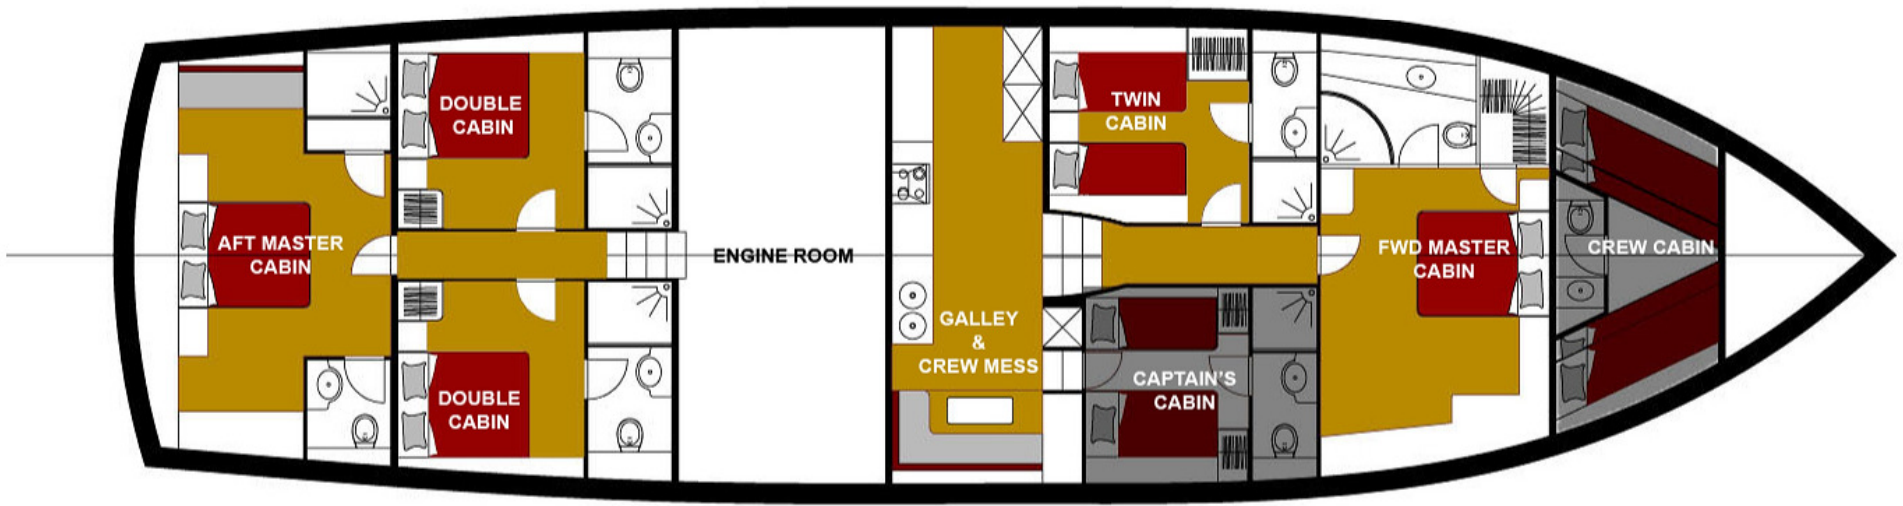 AFT MASTER
CABIN
DOUBLE
CABIN
DOUBLE
CABIN
ENGINE ROOM
GALLEY
&
CREW MESS
TWIN
CABIN
CAPTAIN'S
CABIN
FWD MASTER
CABIN
CREW CABIN